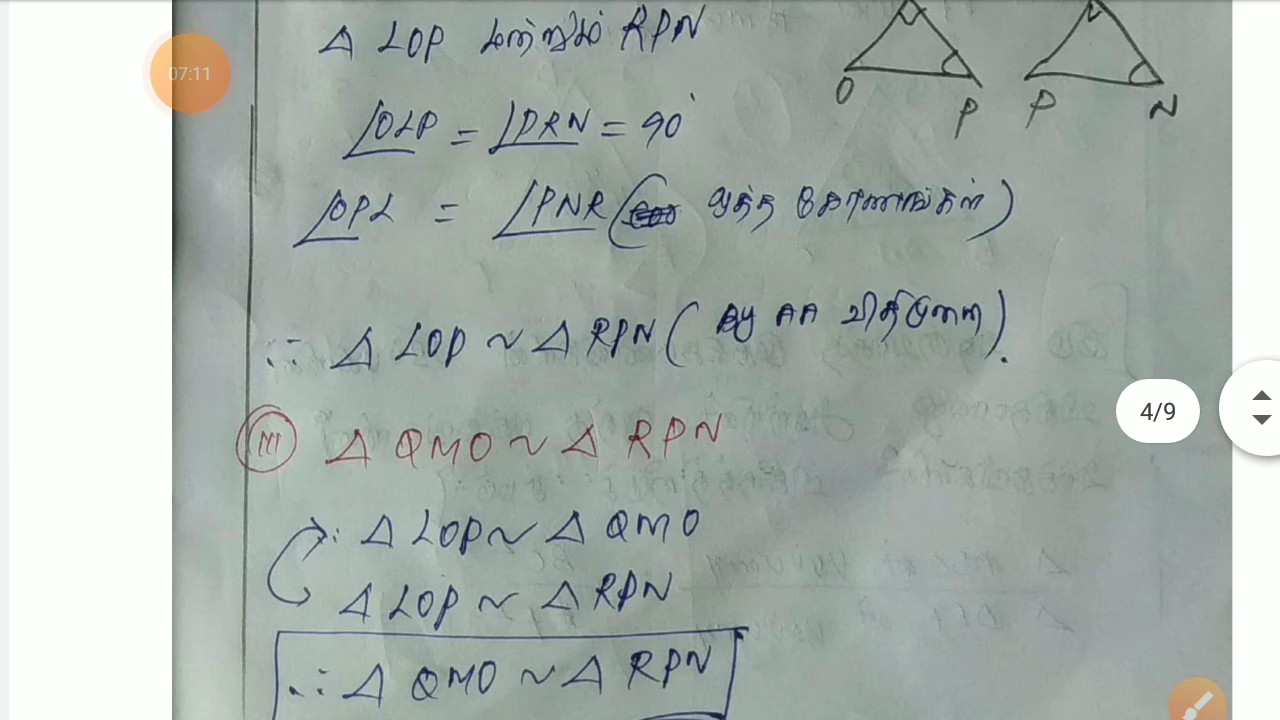 07:11
Δ LOP மற்றும் RPN
O P P N
∠OLP = ∠PRN = 90°
∠OPL = ∠PNR ( ஒத்த கோணங்கள் )
∴ Δ LOP ~ Δ RPN ( By AA விதிமுறை ).
4/9
(iii) Δ QMO ~ Δ RPN
∵ Δ LOP ~ Δ QMO
Δ LOP ~ Δ RPN
∴ Δ QMO ~ Δ RPN